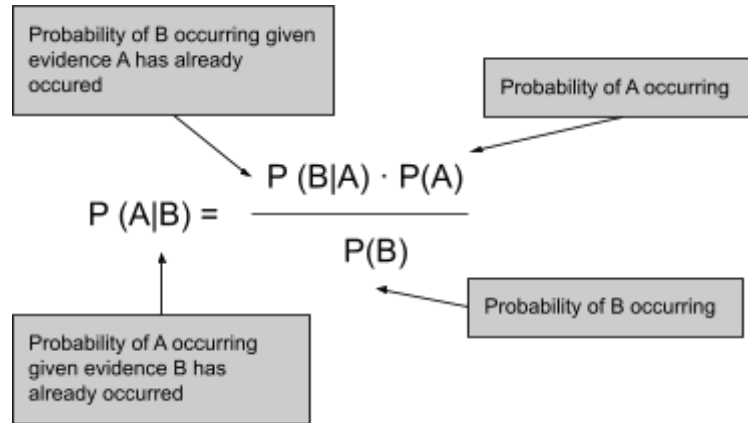 Probability of B occurring given
evidence A has already
occured
Probability of A occurring
P (B|A) · P(A)
P (A|B) =
P(B)
Probability of B occurring
Probability of A occurring
given evidence B has
already occurred